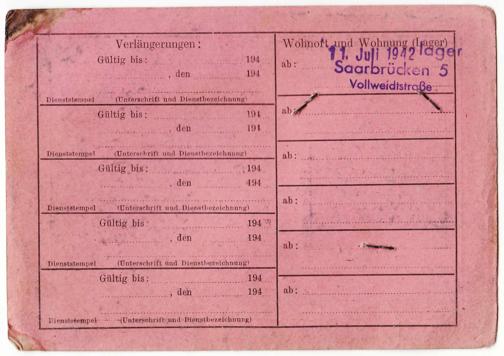 Verlängerungen:
Gültig bis: 194
, den 194
Dienststempel (Unterschrift und Dienstbezeichnung)
Gültig bis: 194
, den 194
Dienststempel (Unterschrift und Dienstbezeichnung)
Gültig bis: 194
, den 194
Dienststempel (Unterschrift und Dienstbezeichnung)
Gültig bis: 194
, den 194
Dienststempel (Unterschrift und Dienstbezeichnung)
Gültig bis: 194
, den 194
Dienststempel (Unterschrift und Dienstbezeichnung)
Wohnort und Wohnung (Lager)
11. Juli 1942 lager
ab: Saarbrücken 5
Vollweidtstraße
ab:
ab:
ab:
ab:
ab: